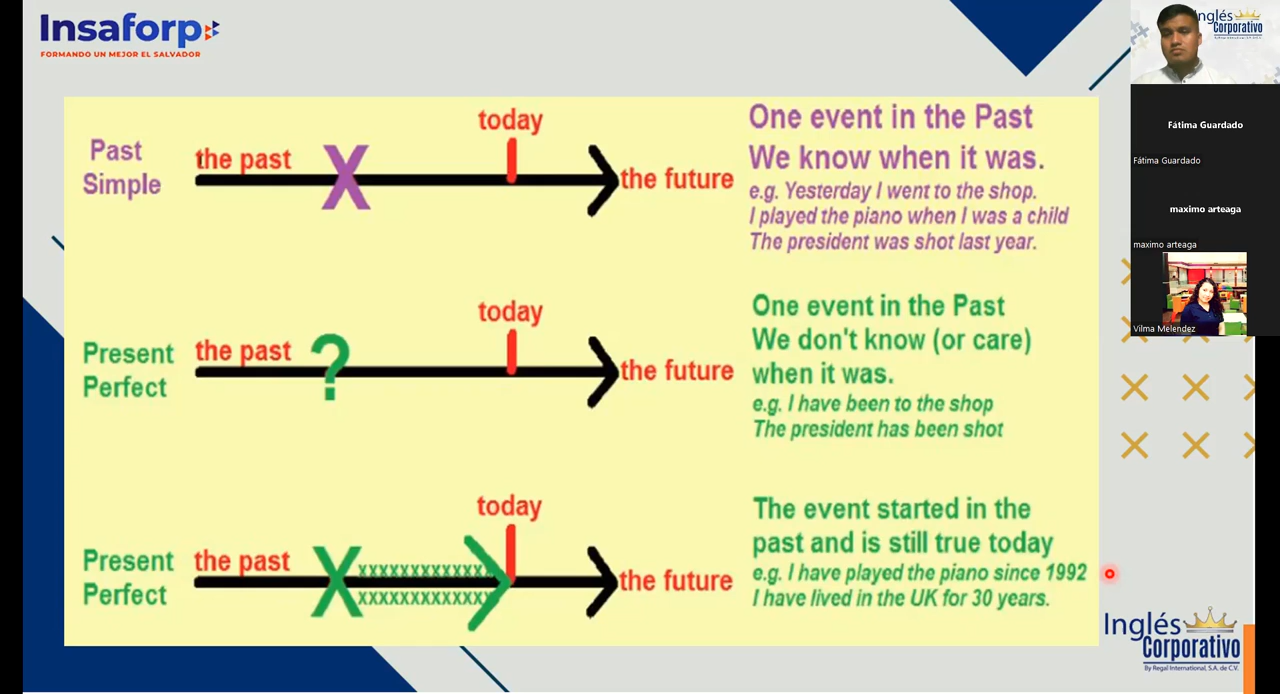 Insaforp
FORMANDO UN MEJOR EL SALVADOR
Past
Simple
the past
X
today
the future
One event in the Past
We know when it was.
e.g. Yesterday I went to the shop.
I played the piano when I was a child
The president was shot last year.
Present
Perfect
the past
?
today
the future
One event in the Past
We don't know (or care)
when it was.
e.g. I have been to the shop
The president has been shot
Present
Perfect
the past
X
xxxxxxxxxxxxx
xxxxxxxxxxxxx
today
the future
The event started in the
past and is still true today
e.g. I have played the piano since 1992
I have lived in the UK for 30 years.
Inglés
Corporativo
Fátima Guardado
Fátima Guardado
maximo arteaga
maximo arteaga
Vilma Melendez
Inglés
Corporativo
By Regal International, S.A. de C.V.